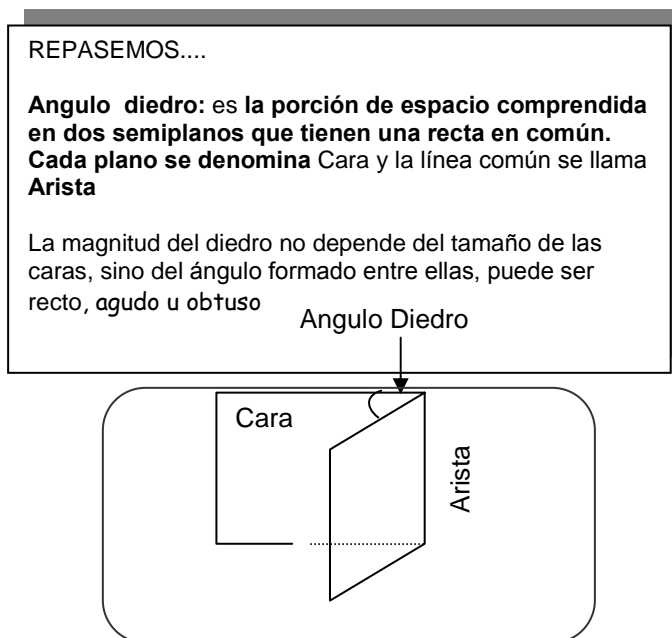 REPASEMOS....
Angulo diedro: es la porción de espacio comprendida
en dos semiplanos que tienen una recta en común.
Cada plano se denomina Cara y la línea común se llama
Arista
La magnitud del diedro no depende del tamaño de las
caras, sino del ángulo formado entre ellas, puede ser
recto, agudo u obtuso
Angulo Diedro
Cara
Arista